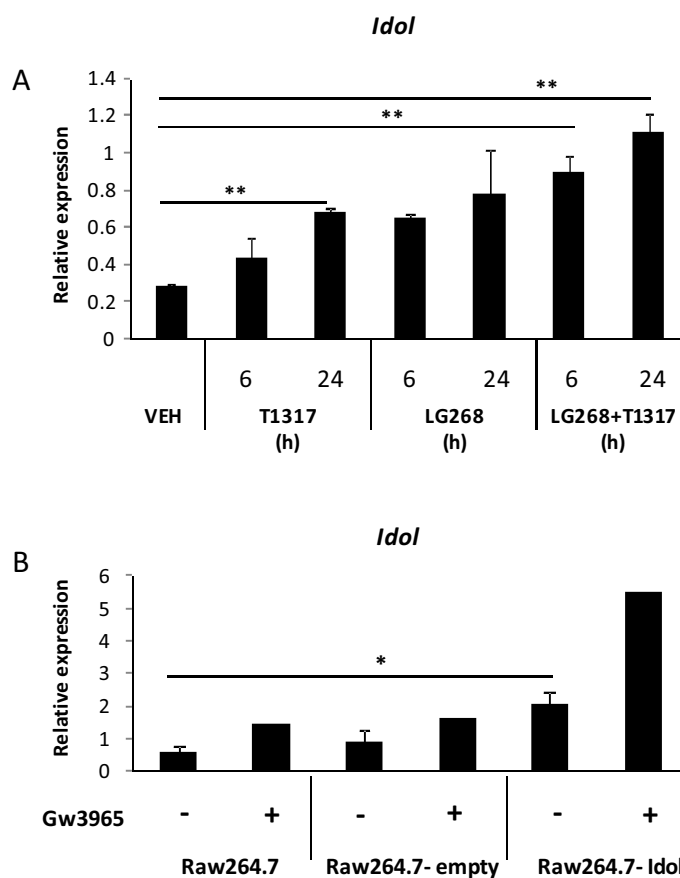 Idol
A
1.4
1.2
1
0.8
0.6
0.4
0.2
0
Relative expression
**
**
**
6 24 6 24 6 24
VEH T1317 LG268 LG268+T1317
(h) (h) (h)
Idol
B
6
5
4
3
2
1
0
Relative expression
*
Gw3965 - + - + - +
Raw264.7 Raw264.7- empty Raw264.7- Idol